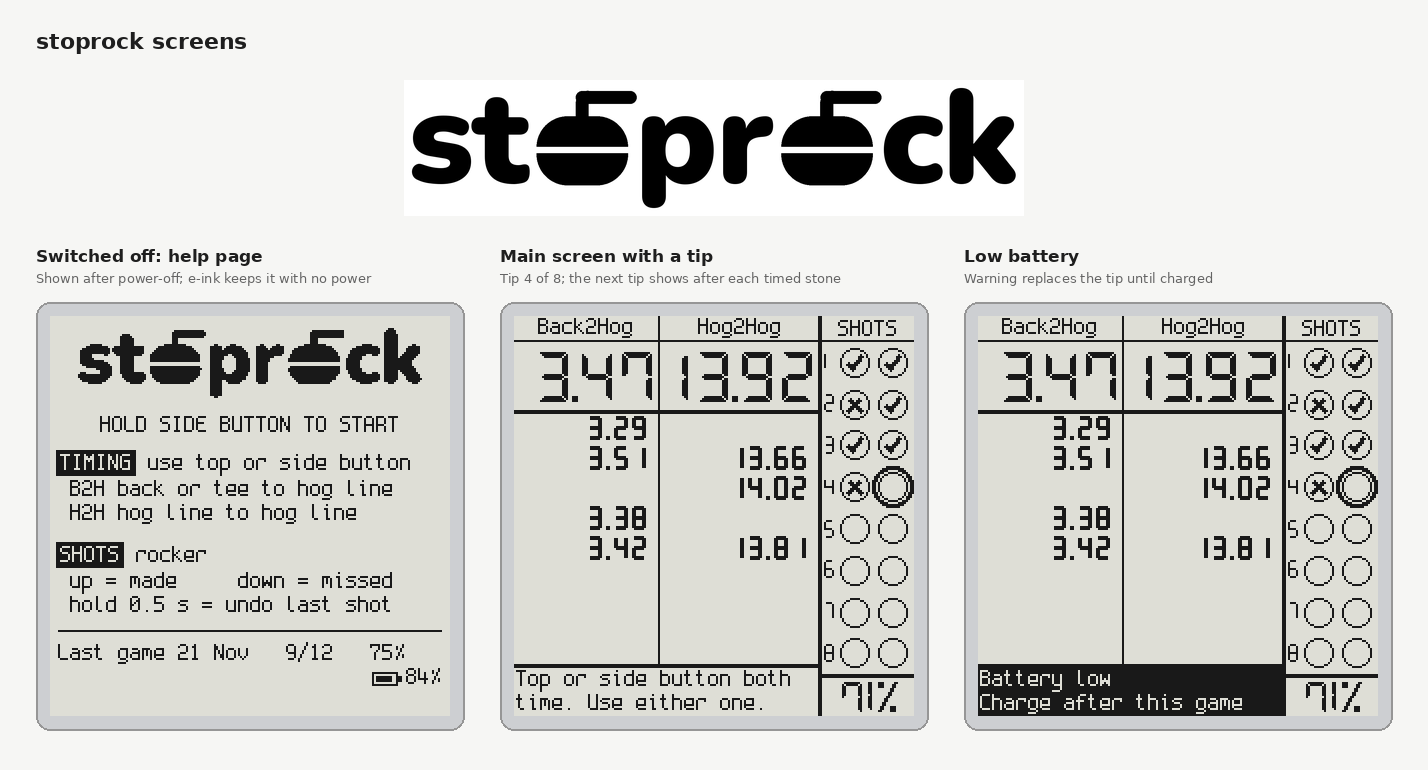 stoprock screens
stoprock
Switched off: help page
Shown after power-off; e-ink keeps it with no power
stoprock
HOLD SIDE BUTTON TO START
TIMING use top or side button
B2H back or tee to hog line
H2H hog line to hog line
SHOTS rocker
up = made down = missed
hold 0.5 s = undo last shot
Last game 21 Nov 9/12 75%
84%
Main screen with a tip
Tip 4 of 8; the next tip shows after each timed stone
Back2Hog Hog2Hog SHOTS
3.47 13.92
3.29
3.51 13.66
14.02
3.38
3.42 13.81
1
2
3
4
5
6
7
8
Top or side button both
time. Use either one.
71%
Low battery
Warning replaces the tip until charged
Back2Hog Hog2Hog SHOTS
3.47 13.92
3.29
3.51 13.66
14.02
3.38
3.42 13.81
1
2
3
4
5
6
7
8
Battery low
Charge after this game
71%